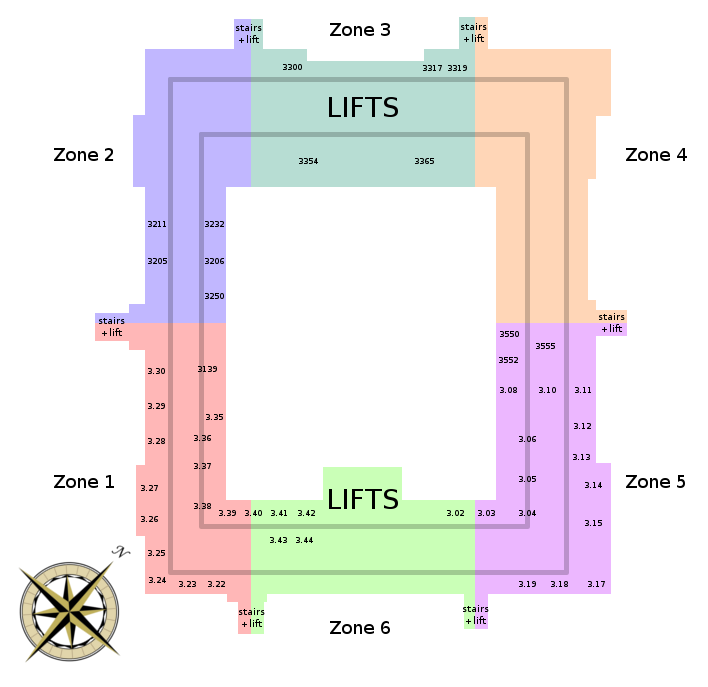 Zone 3
stairs
+ lift
stairs
+ lift
3300
3317 3319
LIFTS
Zone 2
Zone 4
3354
3365
3211
3232
3205
3206
3250
stairs
+ lift
stairs
+ lift
3550
3555
3552
3.30
3139
3.08 3.10 3.11
3.29
3.35
3.12
3.28
3.36
3.06
3.37
3.13
Zone 1
Zone 5
3.27
3.05
3.14
LIFTS
3.38
3.39 3.40 3.41 3.42
3.02 3.03 3.04
3.26
3.15
3.43 3.44
3.25
3.24
3.23 3.22
3.19 3.18 3.17
stairs
+ lift
stairs
+ lift
Zone 6
N